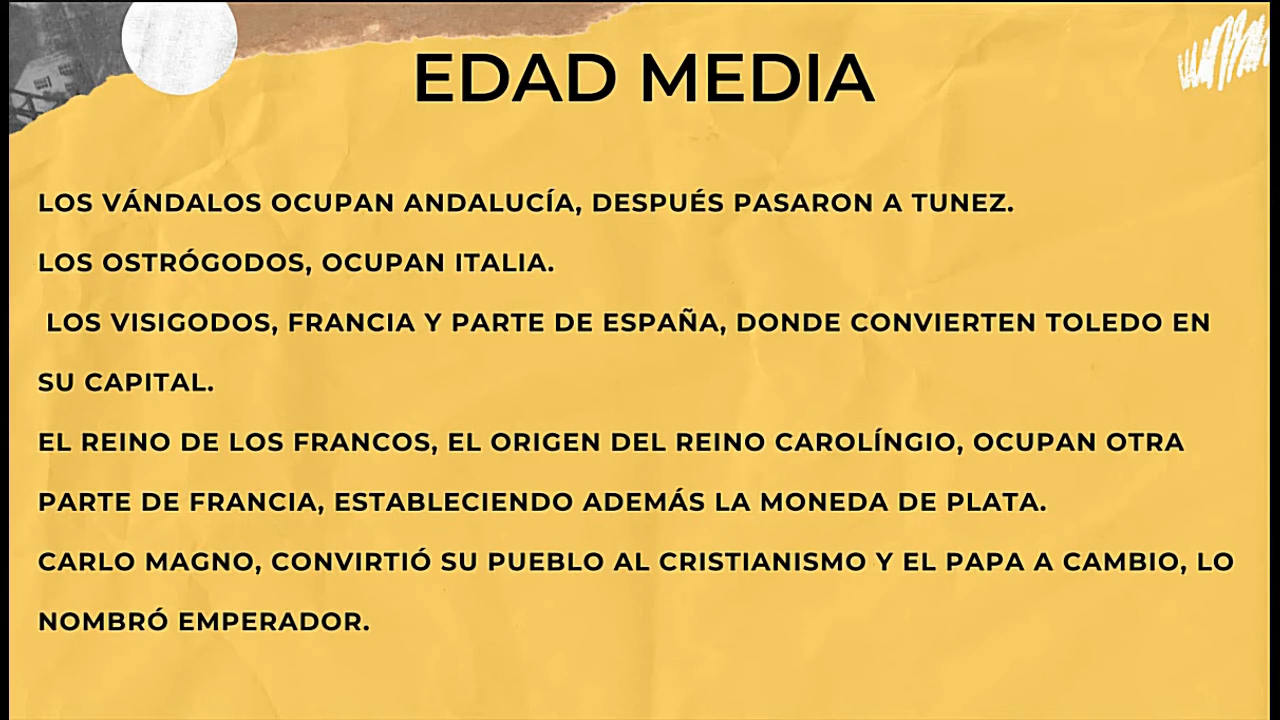 EDAD MEDIA
LOS VÁNDALOS OCUPAN ANDALUCÍA, DESPUÉS PASARON A TUNEZ.
LOS OSTRÓGODOS, OCUPAN ITALIA.
LOS VISIGODOS, FRANCIA Y PARTE DE ESPAÑA, DONDE CONVIERTEN TOLEDO EN
SU CAPITAL.
EL REINO DE LOS FRANCOS, EL ORIGEN DEL REINO CAROLÍNGIO, OCUPAN OTRA
PARTE DE FRANCIA, ESTABLECIENDO ADEMÁS LA MONEDA DE PLATA.
CARLO MAGNO, CONVIRTIÓ SU PUEBLO AL CRISTIANISMO Y EL PAPA A CAMBIO, LO
NOMBRÓ EMPERADOR.